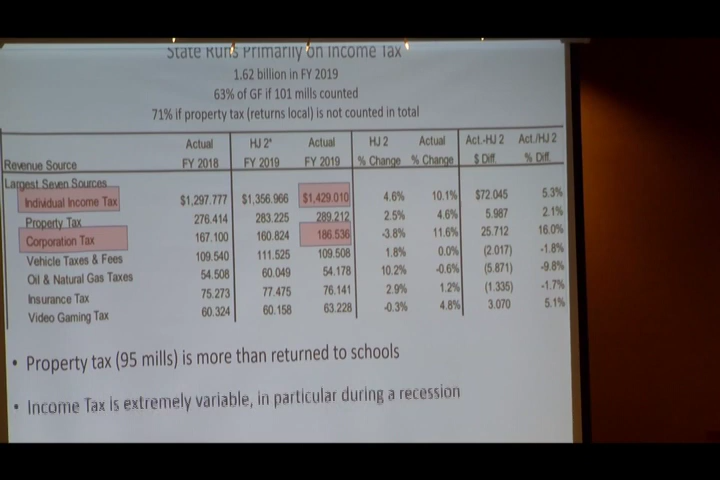 State Runs Primarily on Income Tax
1.62 billion in FY 2019
63% of GF if 101 mills counted
71% if property tax (returns local) is not counted in total
Actual HJ 2* Actual HJ 2 Actual Act.-HJ 2 Act./HJ 2
Revenue Source FY 2018 FY 2019 FY 2019 % Change % Change $ Diff. % Diff.
Largest Seven Sources
Individual Income Tax $1,297.777 $1,356.966 $1,429.010 4.6% 10.1% $72.045 5.3%
Property Tax 276.414 283.225 289.212 2.5% 4.6% 5.987 2.1%
Corporation Tax 167.100 160.824 186.536 -3.8% 11.6% 25.712 16.0%
Vehicle Taxes & Fees 109.540 111.525 109.508 1.8% 0.0% (2.017) -1.8%
Oil & Natural Gas Taxes 54.508 60.049 54.178 10.2% -0.6% (5.871) -9.8%
Insurance Tax 75.273 77.475 76.141 2.9% 1.2% (1.335) -1.7%
Video Gaming Tax 60.324 60.158 63.228 -0.3% 4.8% 3.070 5.1%
• Property tax (95 mills) is more than returned to schools
• Income Tax is extremely variable, in particular during a recession